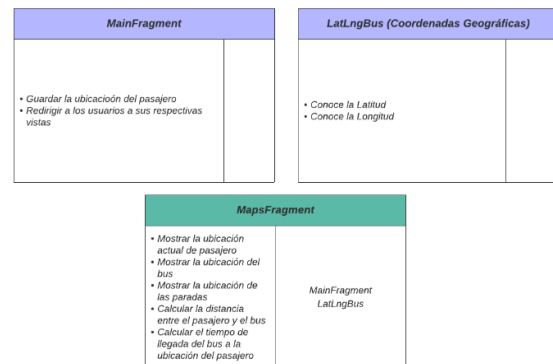 MainFragment
• Guardar la ubicacioón del pasajero
• Redirigir a los usuarios a sus respectivas
vistas
LatLngBus (Coordenadas Geográficas)
• Conoce la Latitud
• Conoce la Longitud
MapsFragment
• Mostrar la ubicación
actual de pasajero
• Mostrar la ubicación del
bus
• Mostrar la ubicación de
las paradas
• Calcular la distancia
entre el pasajero y el bus
• Calcular el tiempo de
llegada del bus a la
ubicación del pasajero
MainFragment
LatLngBus